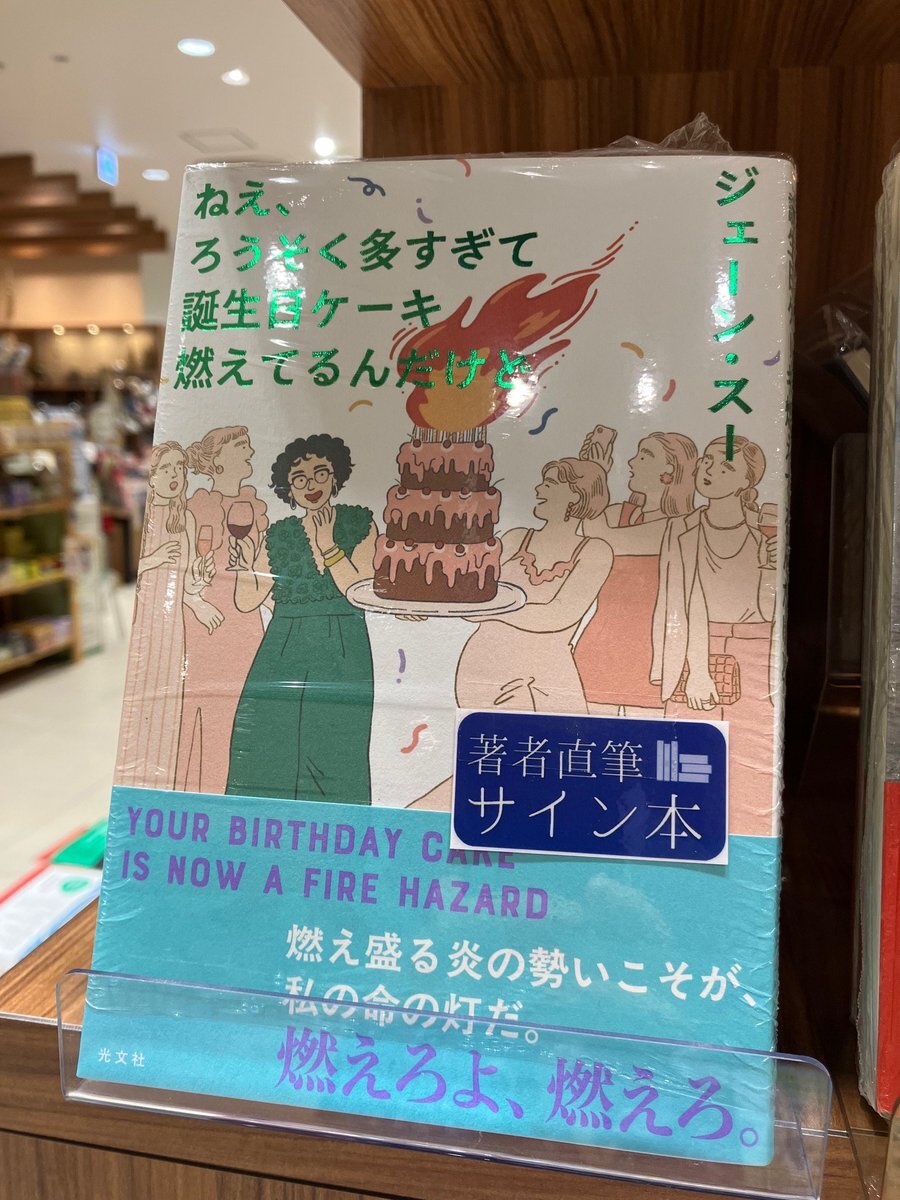 ねえ、
ろうそく多すぎて
誕生日ケーキ
燃えてるんだけど
ジェーン・スー
著者直筆
サイン本
YOUR BIRTHDAY CAKE
IS NOW A FIRE HAZARD
燃え盛る炎の勢いこそが、
私の命の灯だ。
燃えろよ、燃えろ。
光文社